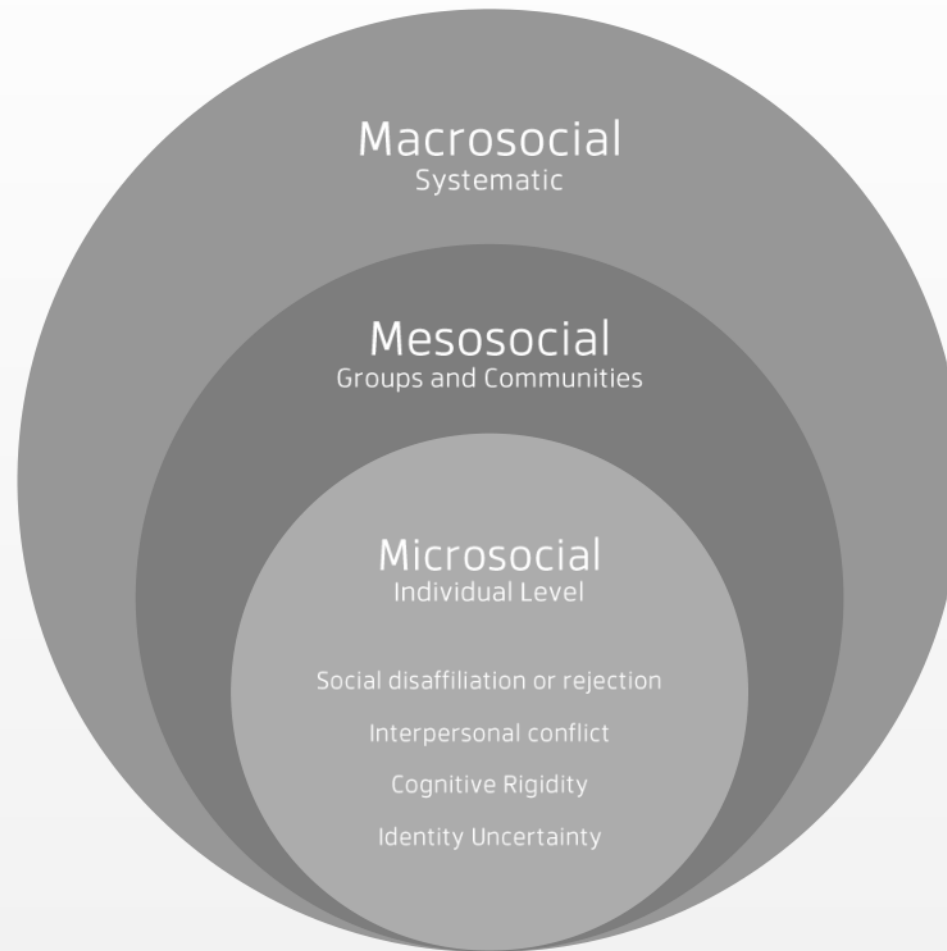 Macrosocial
Systematic
Mesosocial
Groups and Communities
Microsocial
Individual Level
Social disaffiliation or rejection
Interpersonal conflict
Cognitive Rigidity
Identity Uncertainty